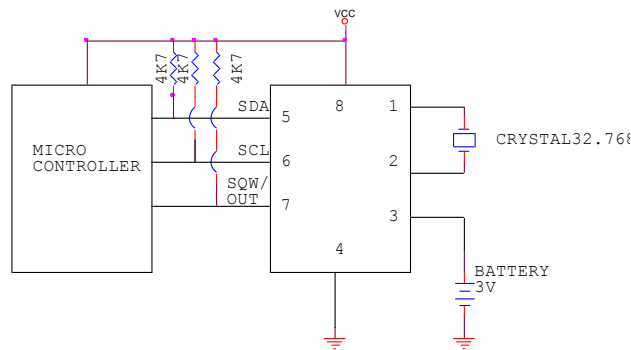 VCC
4K7
4K7
4K7
MICRO
CONTROLLER
SDA
SCL
SQW/
OUT
5
6
7
8
4
1
2
3
CRYSTAL32.768
BATTERY
3V